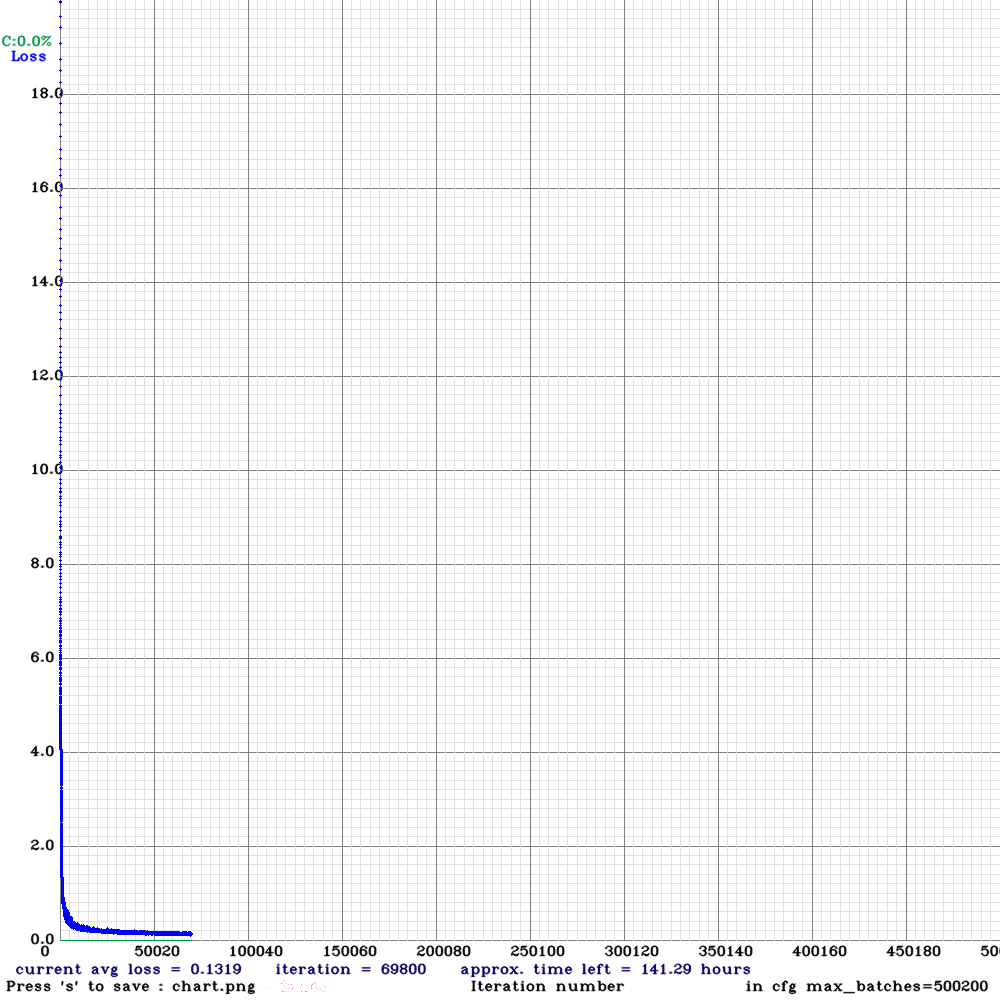 C:0.0%
Loss
18.0
16.0
14.0
12.0
10.0
8.0
6.0
4.0
2.0
0.0
0 50020 100040 150060 200080 250100 300120 350140 400160 450180 500
current avg loss = 0.1319 iteration = 69800 approx. time left = 141.29 hours
Press 's' to save : chart.png - Iteration number in cfg max_batches=500200